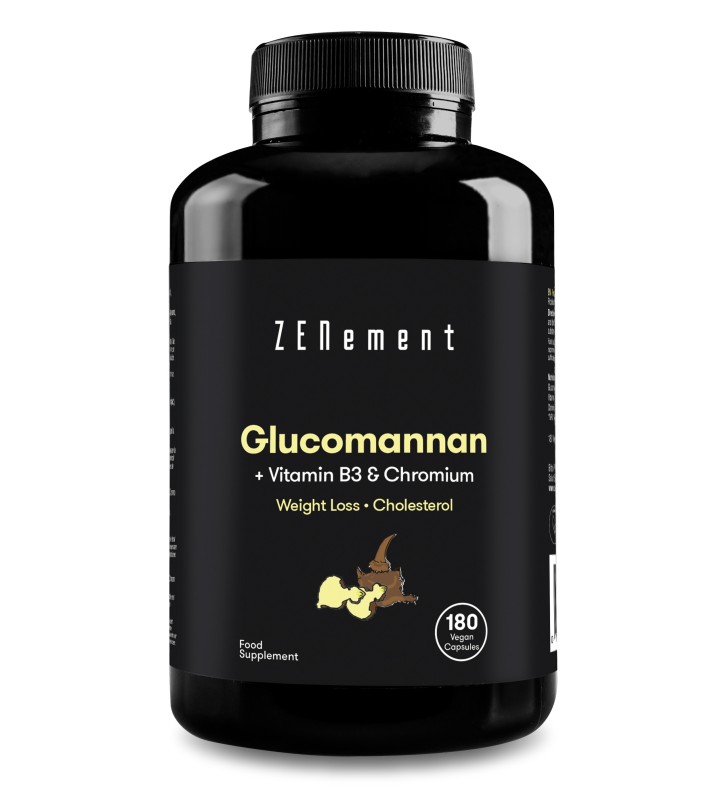 ZENement
Glucomannan
+ Vitamin B3 & Chromium
Weight Loss • Cholesterol
180
Vegan
Capsules
Food
Supplement